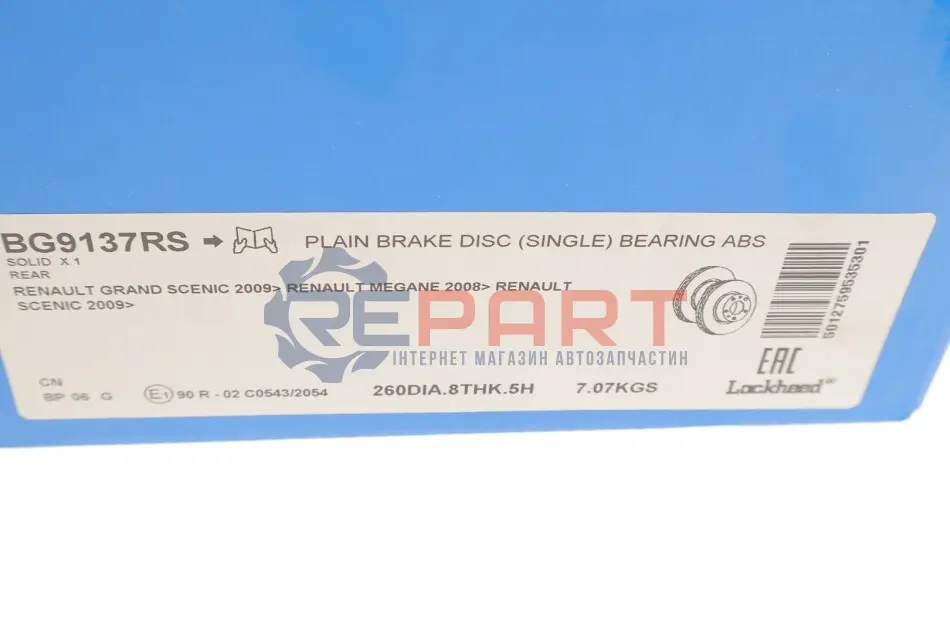 BG9137RS PLAIN BRAKE DISC (SINGLE) BEARING ABS
SOLID X 1
REAR
RENAULT GRAND SCENIC 2009> RENAULT MEGANE 2008> RENAULT
SCENIC 2009>
REPART
ІНТЕРНЕТ МАГАЗИН АВТОЗАПЧАСТИН
5012759535301
CN
BP 06 G
E1 90 R - 02 C0543/2054
260DIA.8THK.5H
7.07KGS
EAC
Lockheed